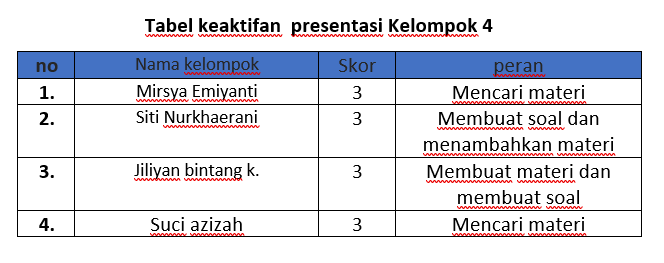 Tabel keaktifan presentasi Kelompok 4
no Nama kelompok Skor peran
1. Mirsya Emiyanti 3 Mencari materi
2. Siti Nurkhaerani 3 Membuat soal dan
menambahkan materi
3. Jiliyan bintang k. 3 Membuat materi dan
membuat soal
4. Suci azizah 3 Mencari materi